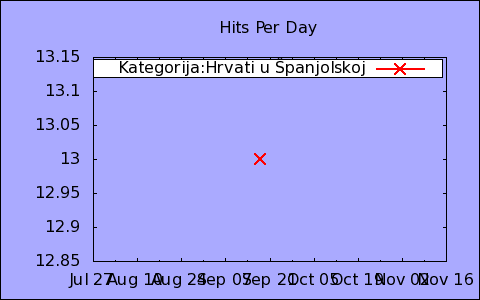 Hits Per Day
13.15
Kategorija:Hrvati u Španjolskoj
13.1
13.05
13
12.95
12.9
12.85
Jul 27 Aug 10 Aug 24 Sep 07 Sep 21 Oct 05 Oct 19 Nov 02 Nov 16